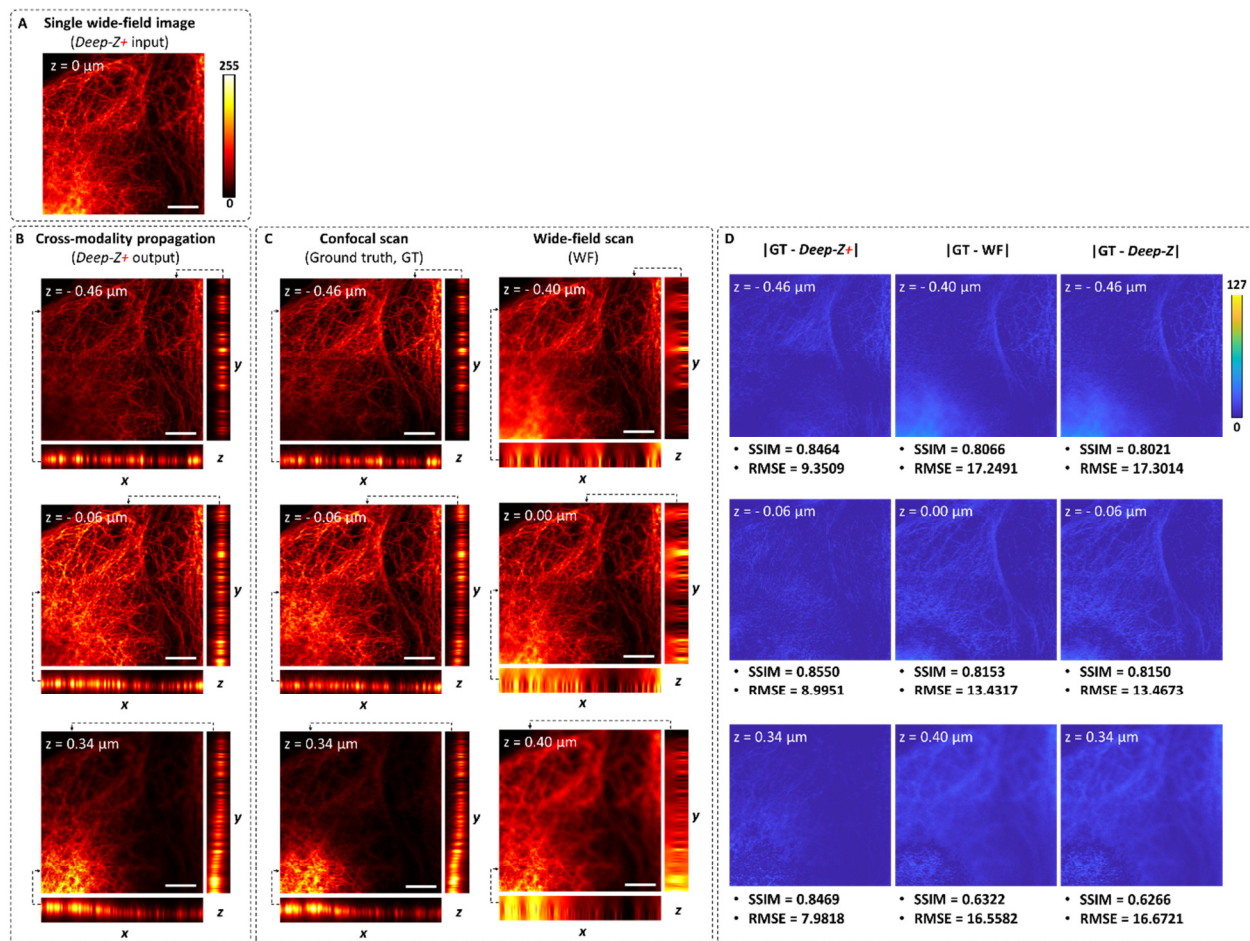 A Single wide-field image
(Deep-Z+ input)
z = 0 μm
255
0
B Cross-modality propagation
(Deep-Z+ output)
C Confocal scan
(Ground truth, GT)
Wide-field scan
(WF)
D |GT - Deep-Z+|
|GT - WF|
|GT - Deep-Z|
z = - 0.46 μm
y
z
x
z = - 0.46 μm
y
z
x
z = - 0.40 μm
y
z
x
z = - 0.46 μm
z = - 0.40 μm
z = - 0.46 μm
127
0
• SSIM = 0.8464
• RMSE = 9.3509
• SSIM = 0.8066
• RMSE = 17.2491
• SSIM = 0.8021
• RMSE = 17.3014
z = - 0.06 μm
y
z
x
z = - 0.06 μm
y
z
x
z = 0.00 μm
y
z
x
z = - 0.06 μm
z = 0.00 μm
z = - 0.06 μm
• SSIM = 0.8550
• RMSE = 8.9951
• SSIM = 0.8153
• RMSE = 13.4317
• SSIM = 0.8150
• RMSE = 13.4673
z = 0.34 μm
y
z
x
z = 0.34 μm
y
z
x
z = 0.40 μm
y
z
x
z = 0.34 μm
z = 0.40 μm
z = 0.34 μm
• SSIM = 0.8469
• RMSE = 7.9818
• SSIM = 0.6322
• RMSE = 16.5582
• SSIM = 0.6266
• RMSE = 16.6721